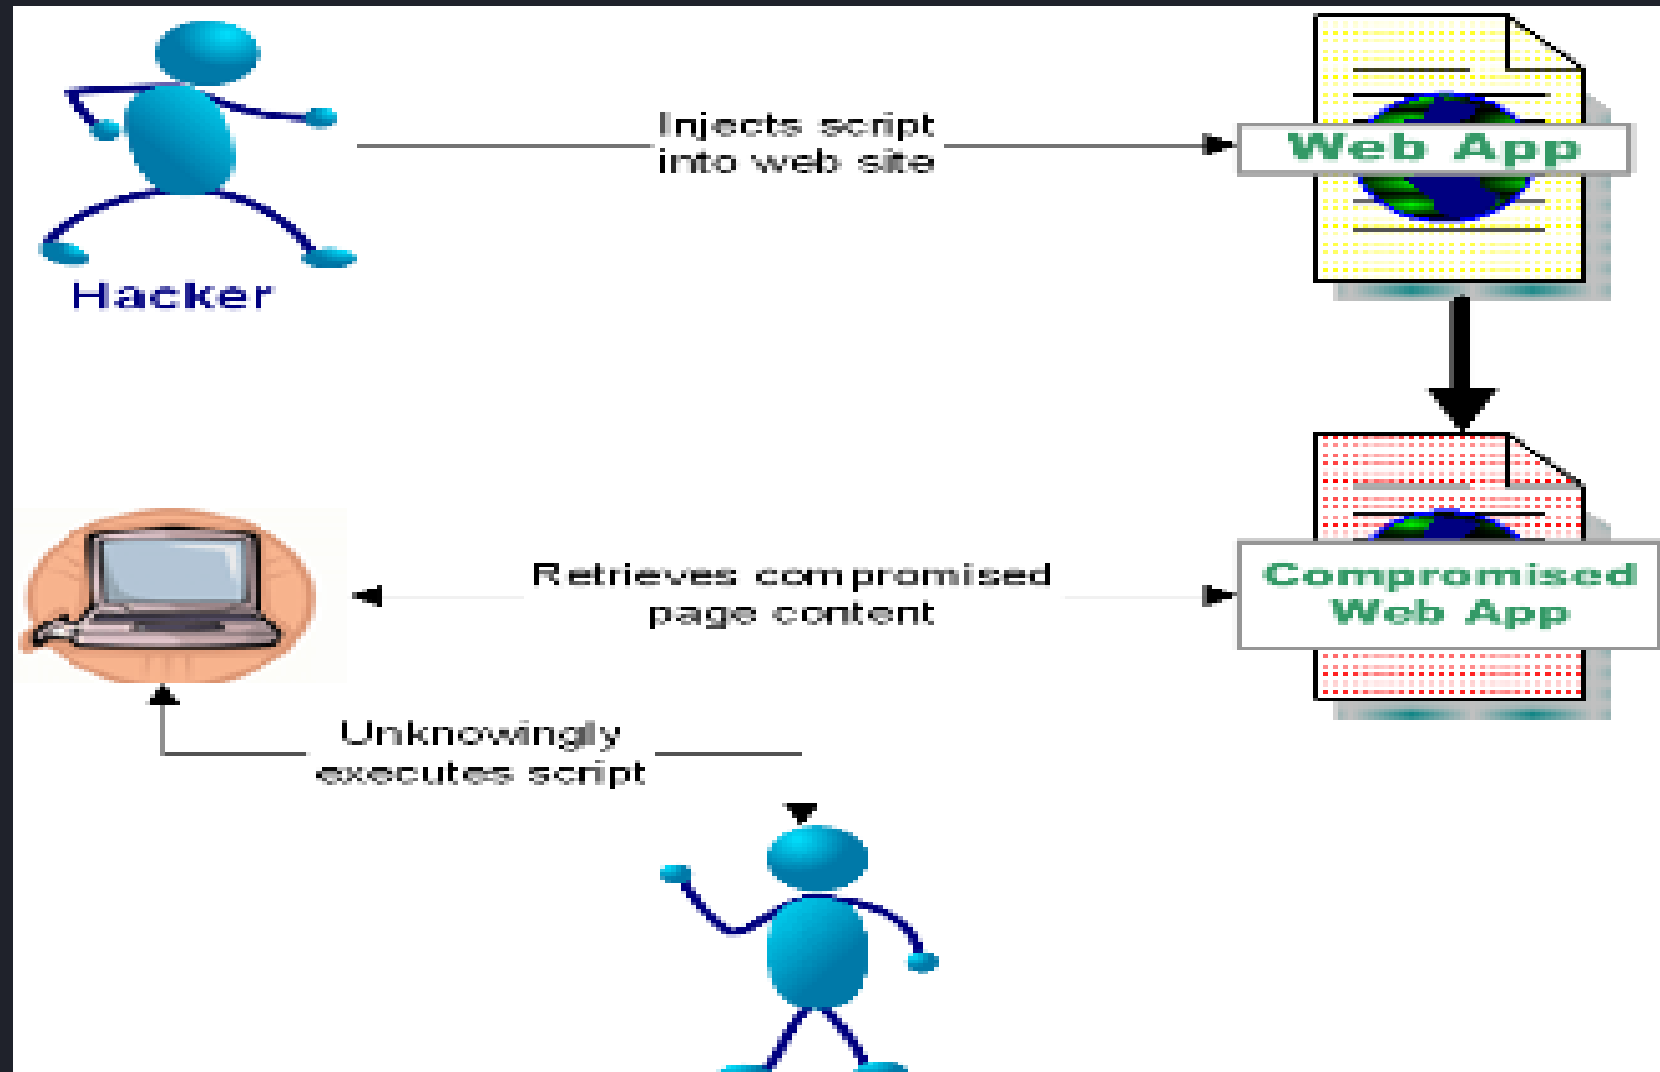 Injects script
into web site
Web App
Hacker
Retrieves compromised
page content
Compromised
Web App
Unknowingly
executes script